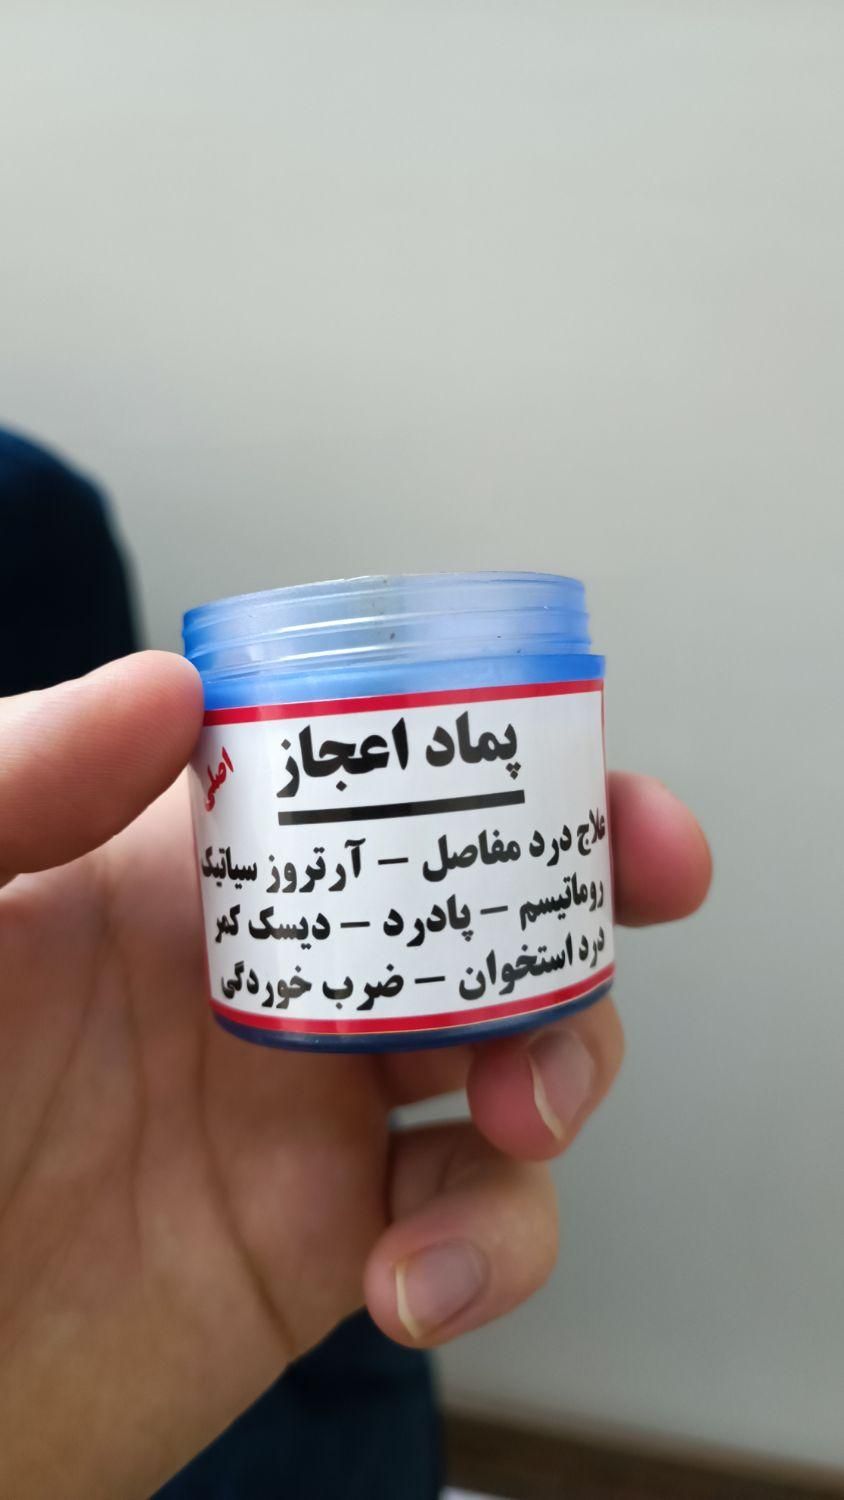 پماد اعجاز
اصلی
علاج درد مفاصل – آرتروز سیاتیک
روماتیسم – پادرد – دیسک کمر
درد استخوان – ضرب خوردگی